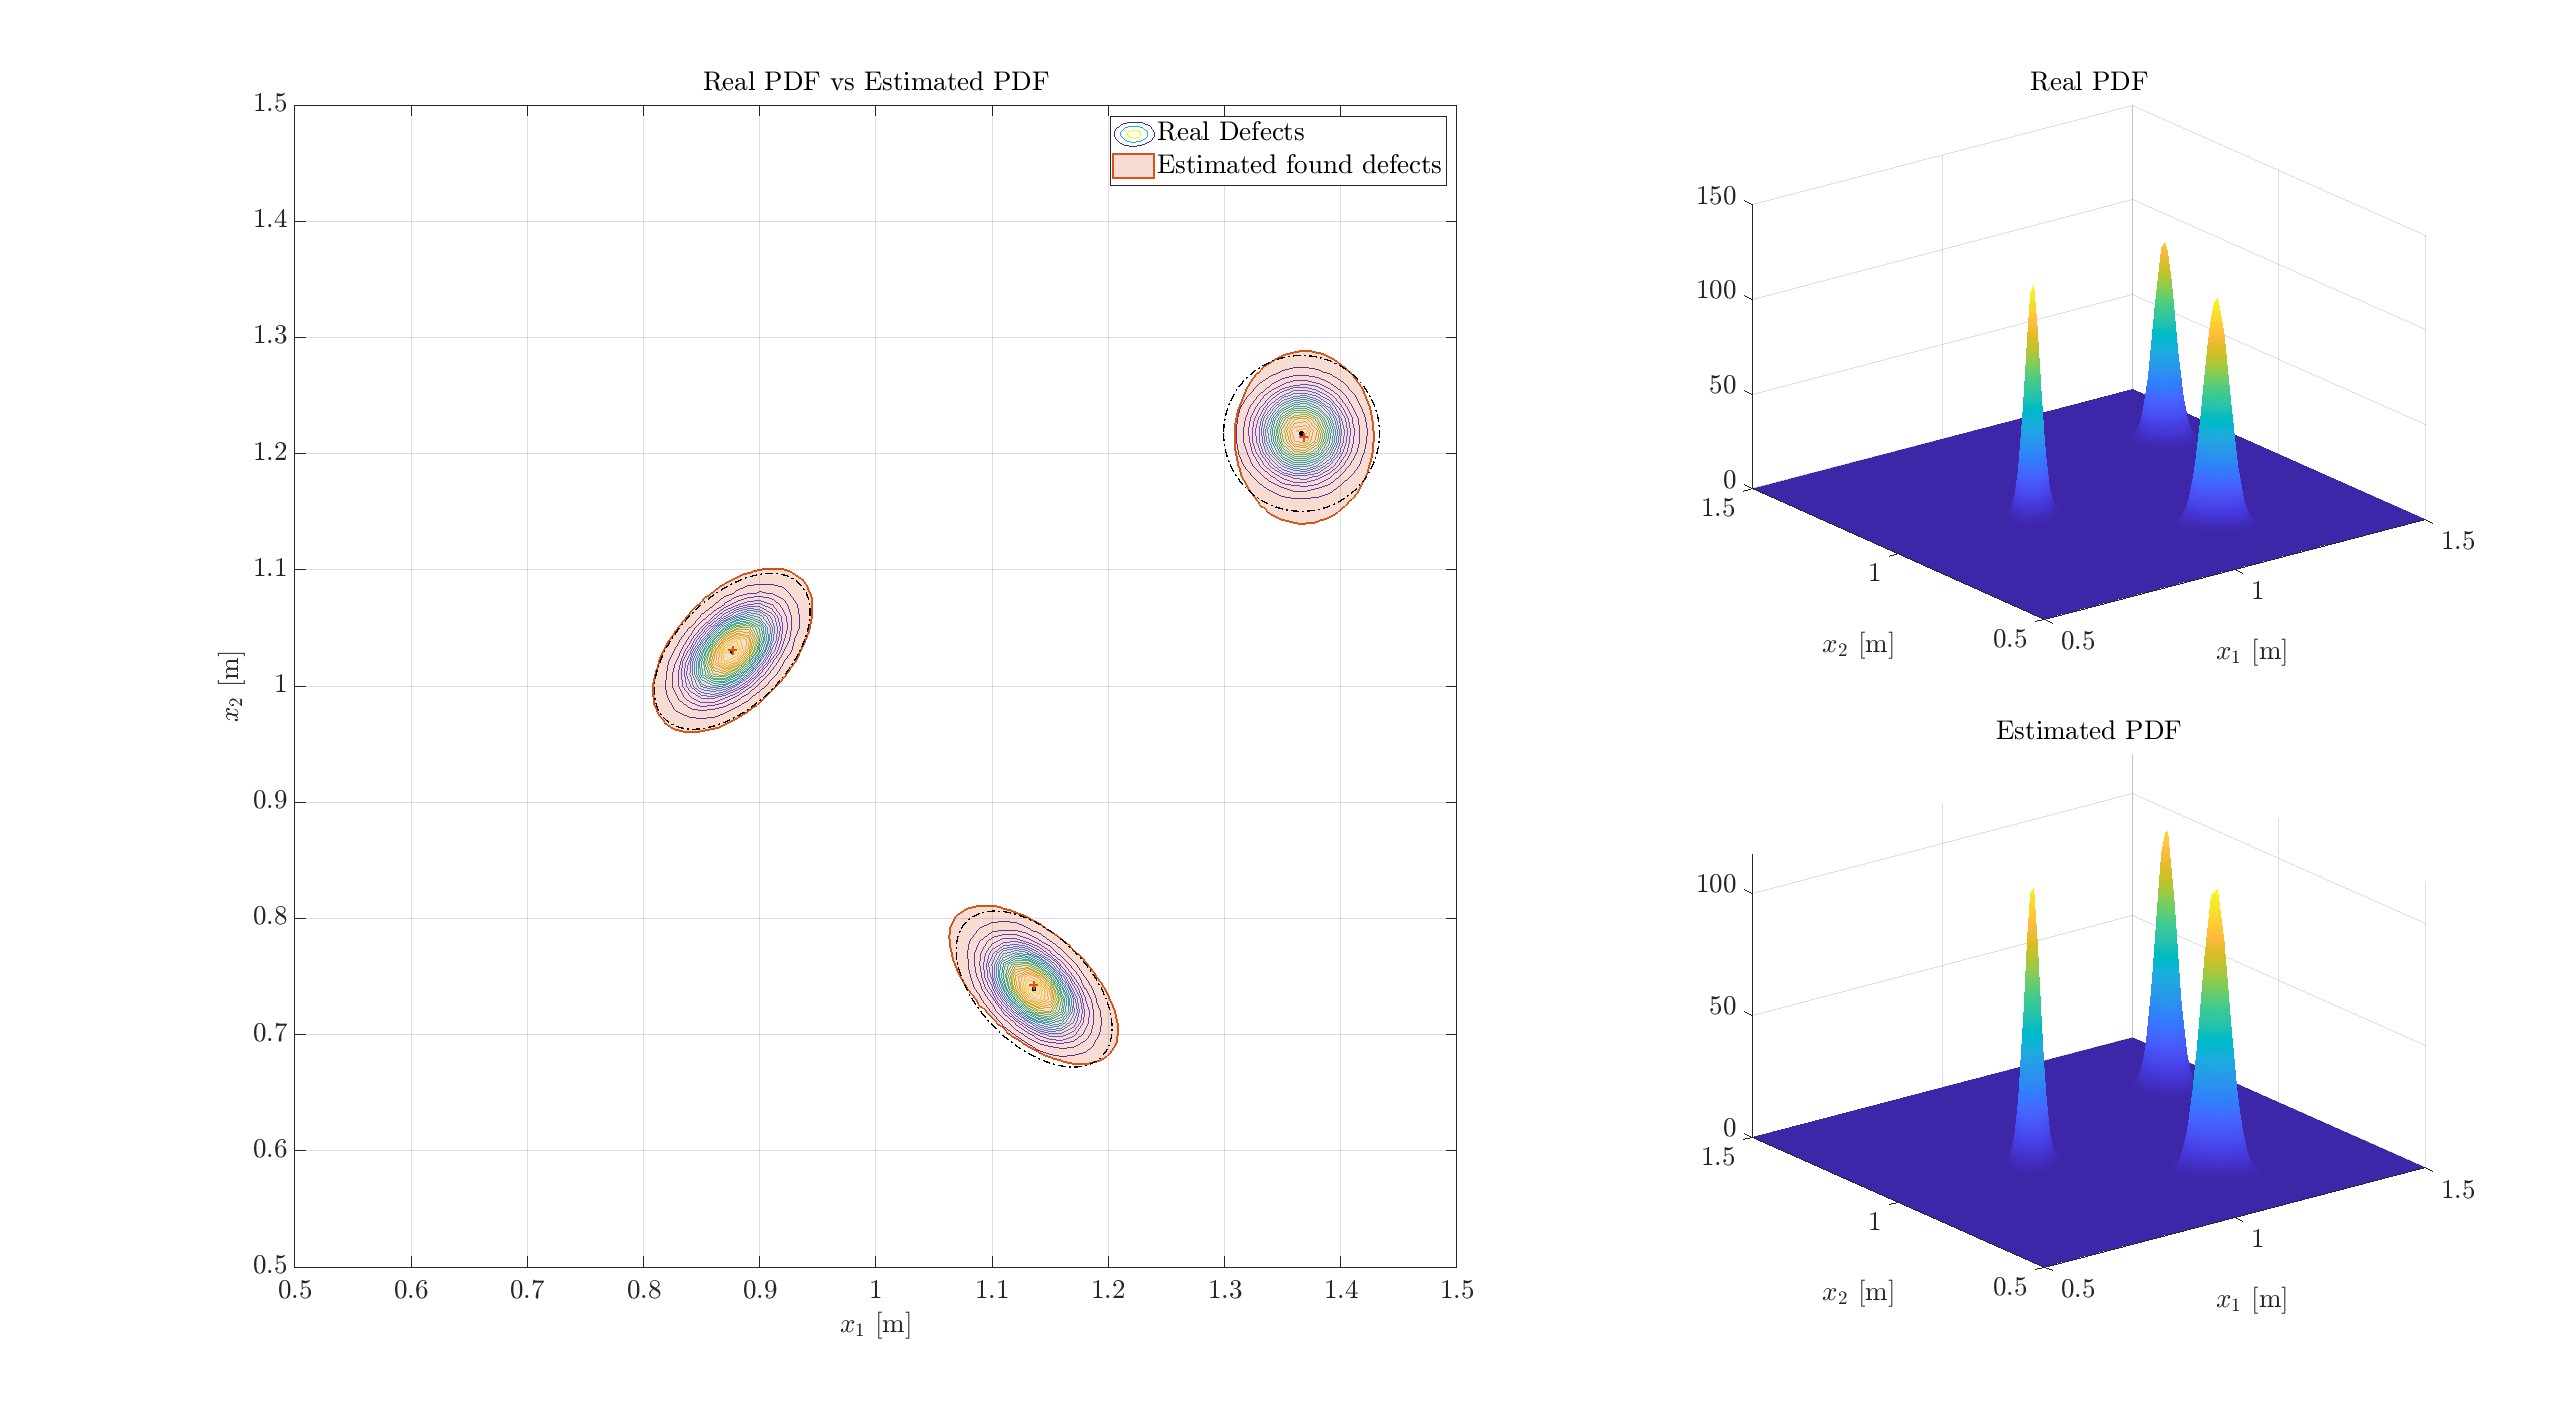 Real PDF vs Estimated PDF
Real Defects
Estimated found defects
1.5
1.4
1.3
1.2
1.1
1
0.9
0.8
0.7
0.6
0.5
x₂ [m]
0.5 0.6 0.7 0.8 0.9 1 1.1 1.2 1.3 1.4 1.5
x₁ [m]
Real PDF
150
100
50
0
1.5
1
0.5
x₂ [m]
0.5
1
1.5
x₁ [m]
Estimated PDF
100
50
0
1.5
1
0.5
x₂ [m]
0.5
1
1.5
x₁ [m]